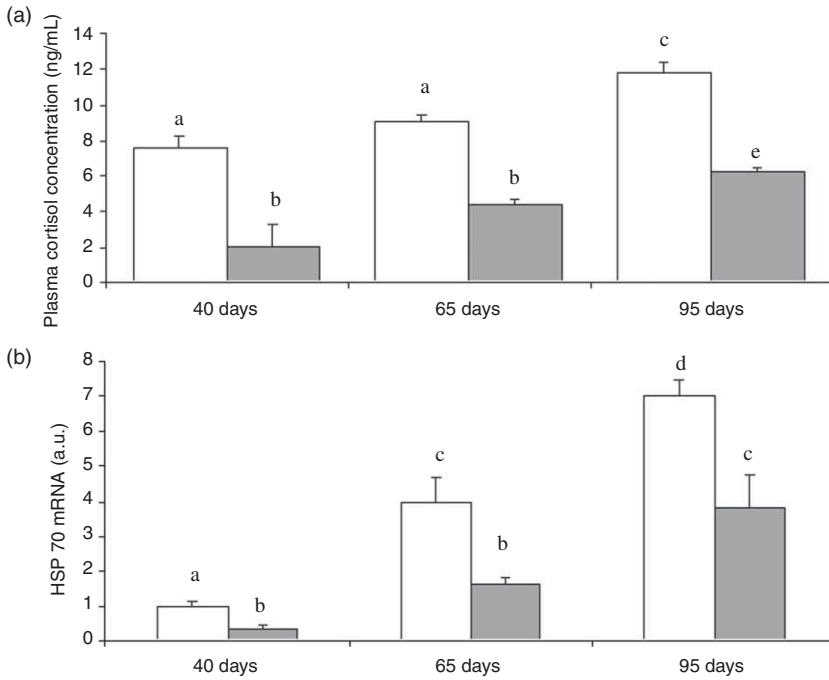 (a)
Plasma cortisol concentration (ng/mL)
14
12
10
8
6
4
2
0
a
b
a
b
c
e
40 days
65 days
95 days
(b)
HSP 70 mRNA (a.u.)
8
7
6
5
4
3
2
1
0
a
b
c
b
d
c
40 days
65 days
95 days